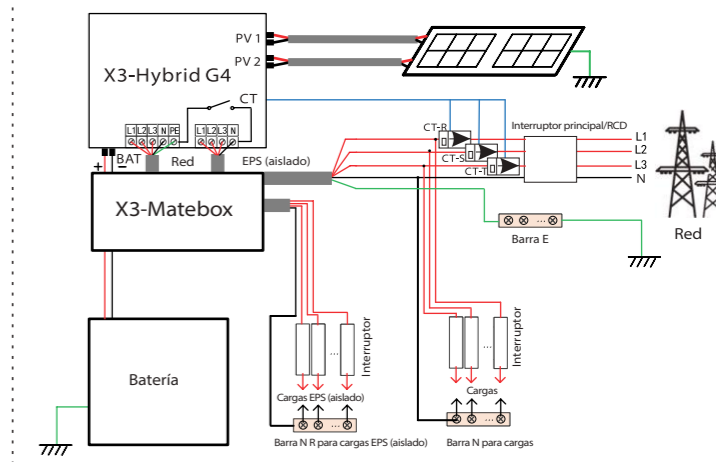 PV 1
PV 2
X3-Hybrid G4
CT
L1 L2 L3 N PE
L1 L2 L3 N
+ BAT −
Red
EPS (aislado)
X3-Matebox
CT-R
CT-S
CT-T
Interruptor principal/RCD
L1
L2
L3
N
Red
Barra E
...
Batería
Interruptor
...
Cargas EPS (aislado)
...
Barra N R para cargas EPS (aislado)
Interruptor
...
Cargas
...
Barra N para cargas